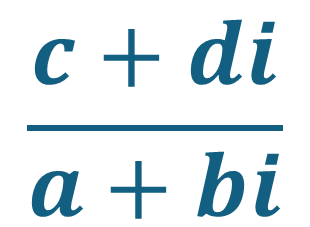 c + di
a + bi